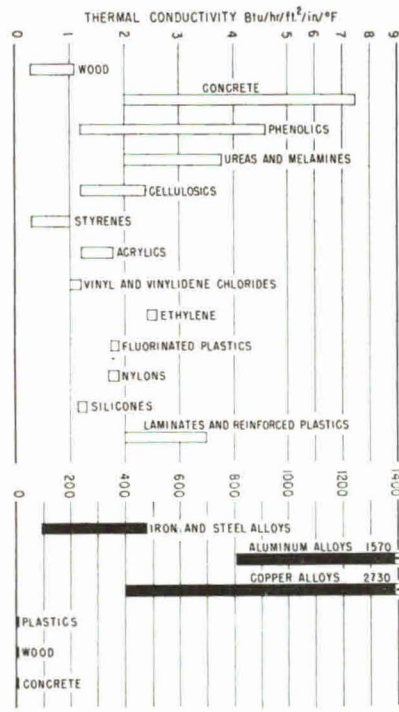 THERMAL CONDUCTIVITY Btu/hr/ft.²/in/°F
0 1 2 3 4 5 6 7 8 9
WOOD
CONCRETE
PHENOLICS
UREAS AND MELAMINES
CELLULOSICS
STYRENES
ACRYLICS
VINYL AND VINYLIDENE CHLORIDES
ETHYLENE
FLUORINATED PLASTICS
NYLONS
SILICONES
LAMINATES AND REINFORCED PLASTICS
0 200 400 600 800 1000 1200 1400
IRON AND STEEL ALLOYS
ALUMINUM ALLOYS 1570
COPPER ALLOYS 2730
PLASTICS
WOOD
CONCRETE